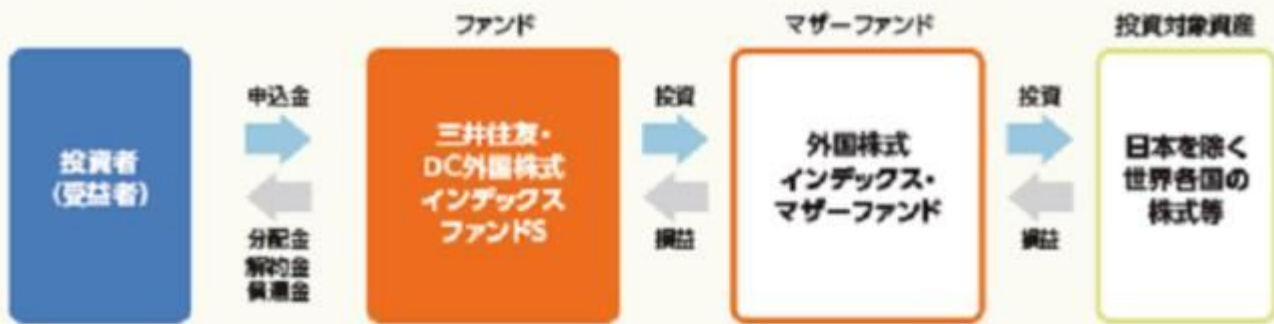 ファンド
マザーファンド
投資対象資産
投資者
(受益者)
申込金
分配金
解約金
償還金
三井住友・
DC外国株式
インデックス
ファンドS
投資
損益
外国株式
インデックス・
マザーファンド
投資
損益
日本を除く
世界各国の
株式等